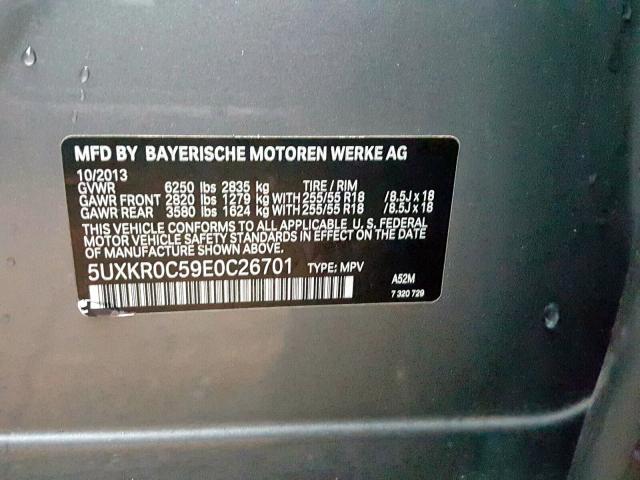 MFD BY BAYERISCHE MOTOREN WERKE AG
10/2013
GVWR 6250 lbs 2835 kg TIRE / RIM
GAWR FRONT 2820 lbs 1279 kg WITH 255/55 R18 /8.5J x 18
GAWR REAR 3580 lbs 1624 kg WITH 255/55 R18 /8.5J x 18
THIS VEHICLE CONFORMS TO ALL APPLICABLE U.S. FEDERAL
MOTOR VEHICLE SAFETY STANDARDS IN EFFECT ON THE DATE
OF MANUFACTURE SHOWN ABOVE.
5UXKR0C59E0C26701 TYPE: MPV A52M
7 320 729